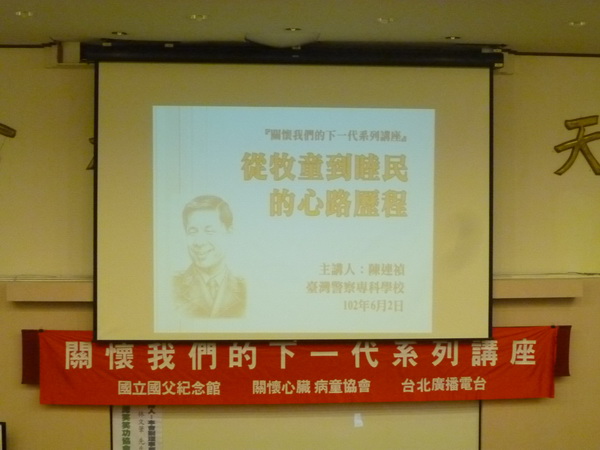 『關懷我們的下一代系列講座』
從牧童到睦民
的心路歷程
主講人：陳連禎
臺灣警察專科學校
102年6月2日
天
關懷我們的下一代系列講座
國立國父紀念館 關懷心臟病童協會 台北廣播電台